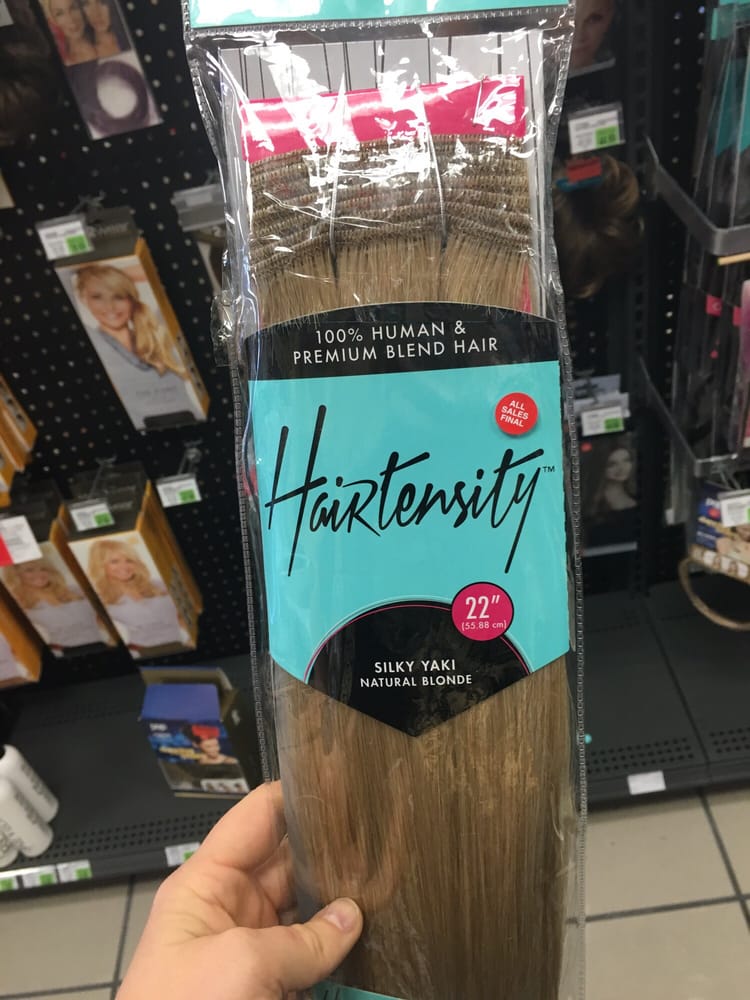 100% HUMAN &
PREMIUM BLEND HAIR
ALL
SALES
FINAL
Hairtensity™
22"
(55.88 cm)
SILKY YAKI
NATURAL BLONDE